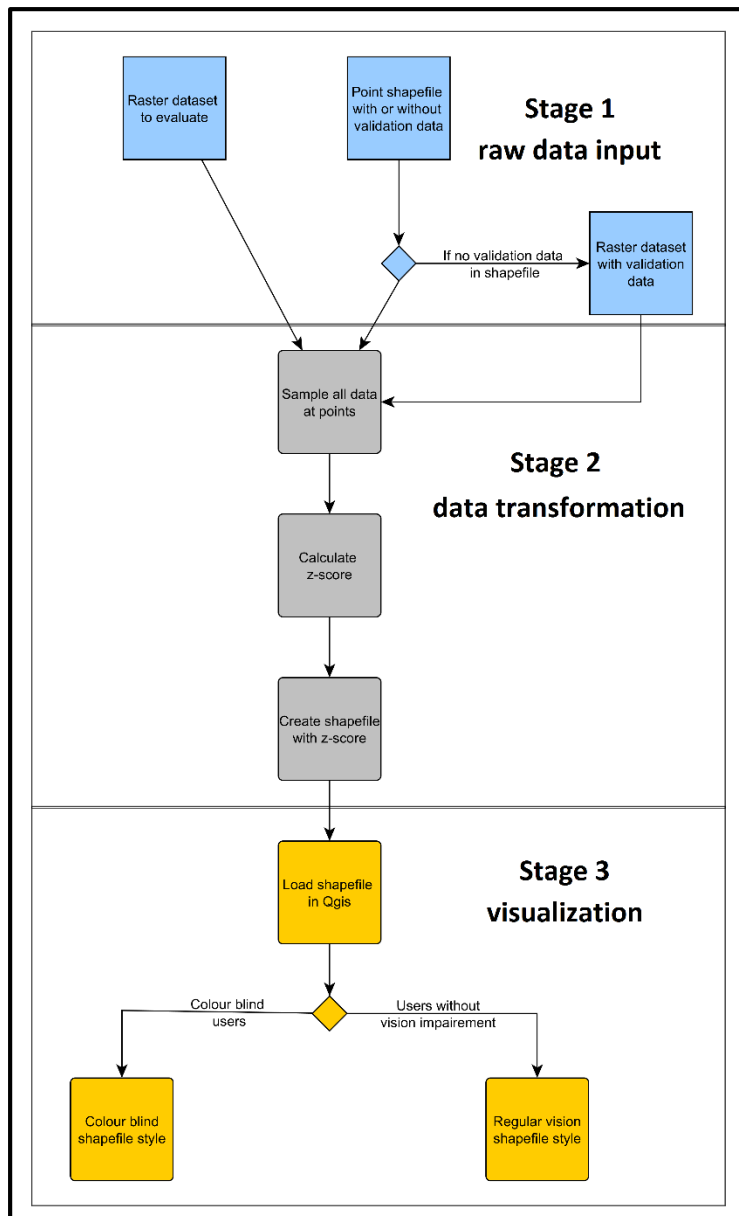 Raster dataset
to evaluate
Point shapefile
with or without
validation data
Stage 1
raw data input
If no validation data
in shapefile
Raster dataset
with validation
data
Sample all data
at points
Stage 2
data transformation
Calculate
z-score
Create shapefile
with z-score
Load shapefile
in Qgis
Stage 3
visualization
Colour blind
users
Users without
vision impairement
Colour blind
shapefile style
Regular vision
shapefile style